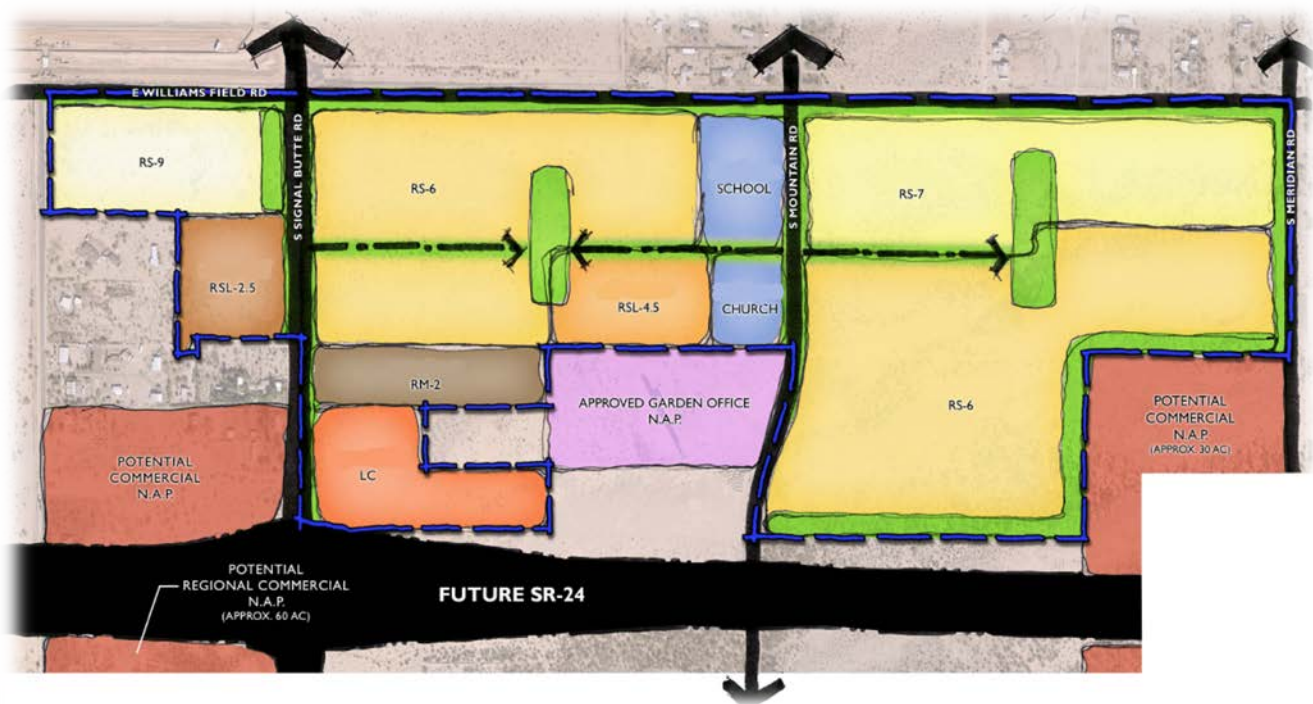 E WILLIAMS FIELD RD
S SIGNAL BUTTE RD
S MOUNTAIN RD
S MERIDIAN RD
RS-9
RS-6
SCHOOL
RS-7
RSL-2.5
RSL-4.5
CHURCH
RM-2
APPROVED GARDEN OFFICE
N.A.P.
RS-6
POTENTIAL
COMMERCIAL
N.A.P.
(APPROX. 30 AC)
POTENTIAL
COMMERCIAL
N.A.P.
LC
POTENTIAL
REGIONAL COMMERCIAL
N.A.P.
(APPROX. 60 AC)
FUTURE SR-24